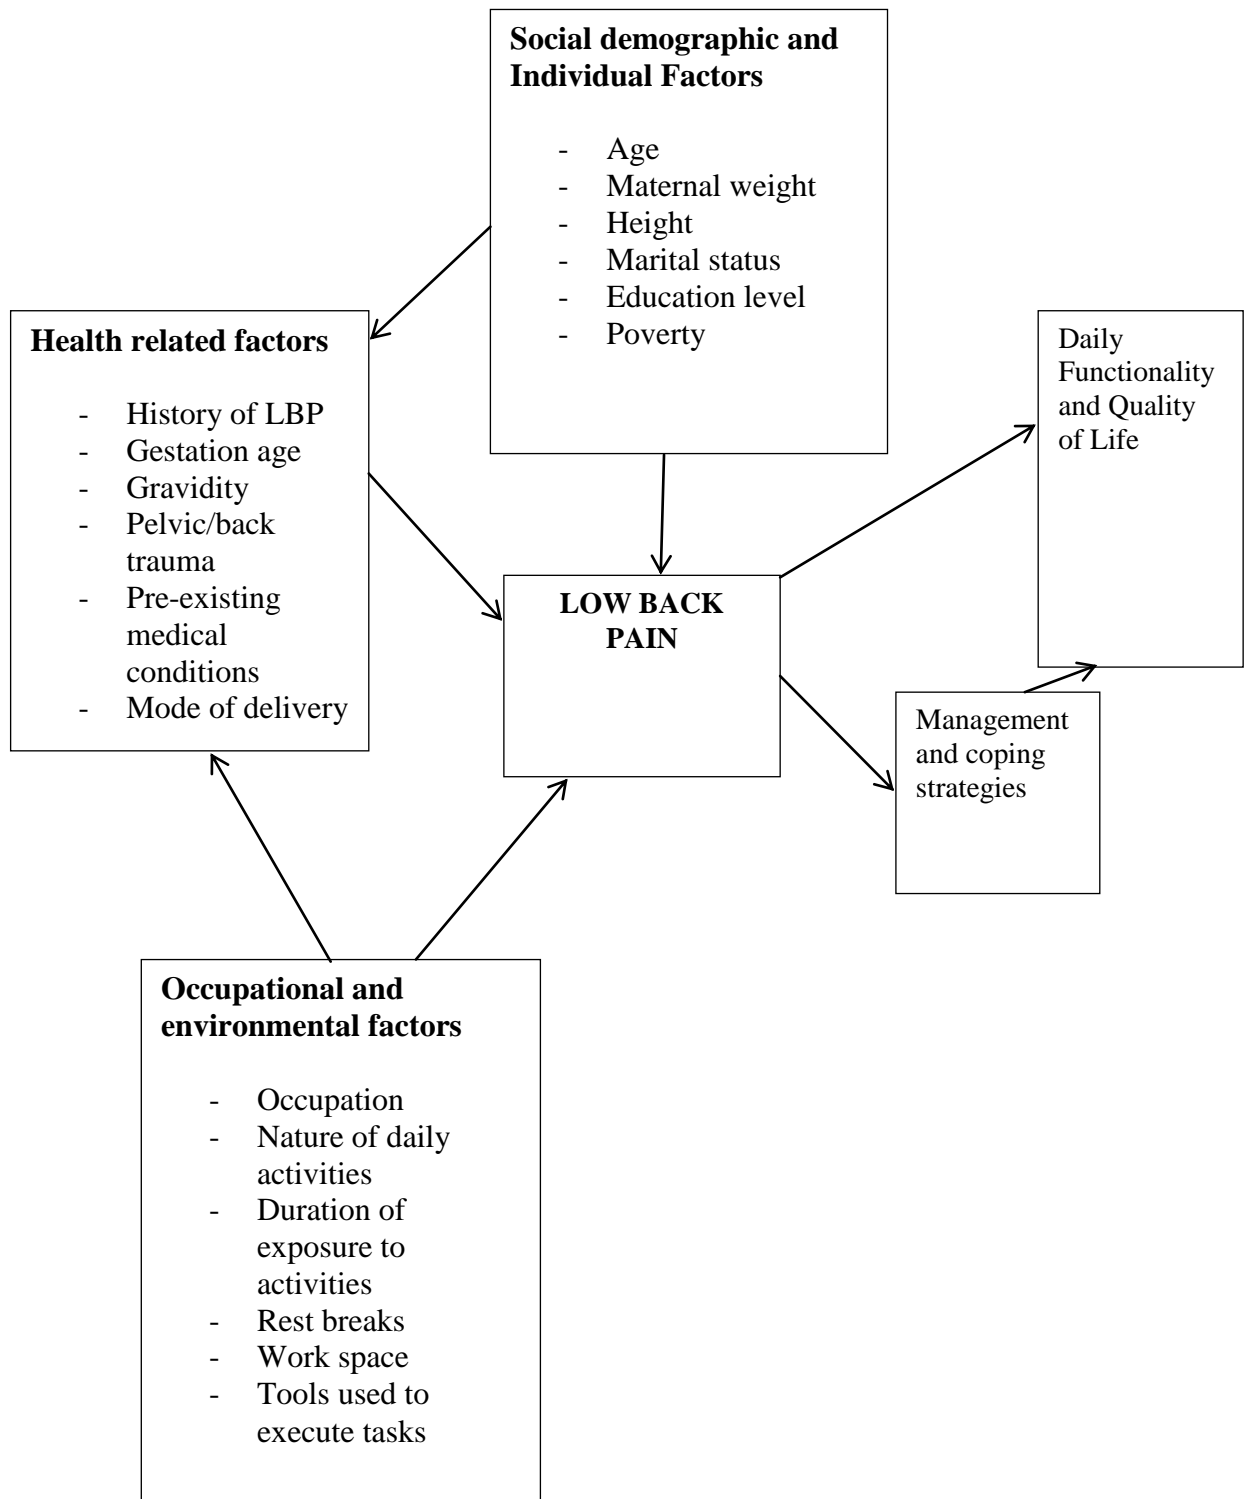 Social demographic and
Individual Factors
- Age
- Maternal weight
- Height
- Marital status
- Education level
- Poverty
Health related factors
- History of LBP
- Gestation age
- Gravidity
- Pelvic/back
trauma
- Pre-existing
medical
conditions
- Mode of delivery
LOW BACK
PAIN
Daily
Functionality
and Quality
of Life
Management
and coping
strategies
Occupational and
environmental factors
- Occupation
- Nature of daily
activities
- Duration of
exposure to
activities
- Rest breaks
- Work space
- Tools used to
execute tasks